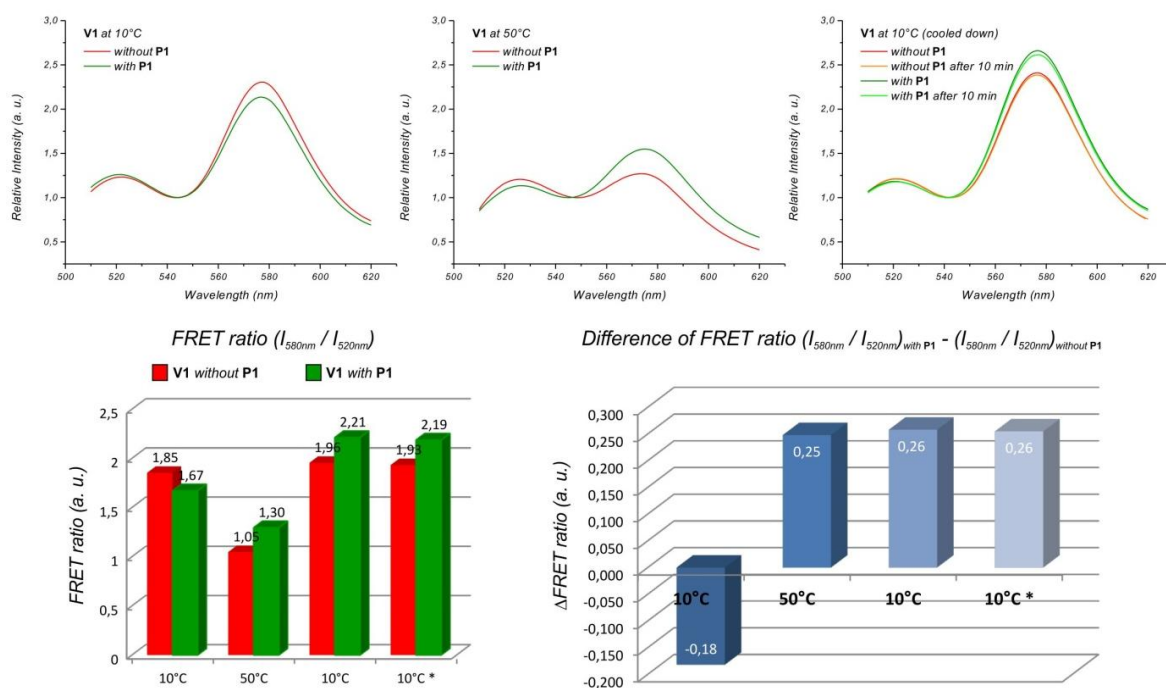 V1 at 10°C
without P1
with P1
Relative Intensity (a. u.)
3,0
2,5
2,0
1,5
1,0
0,5
500 520 540 560 580 600 620
Wavelength (nm)
V1 at 50°C
without P1
with P1
Relative Intensity (a. u.)
3,0
2,5
2,0
1,5
1,0
0,5
500 520 540 560 580 600 620
Wavelength (nm)
V1 at 10°C (cooled down)
without P1
without P1 after 10 min
with P1
with P1 after 10 min
Relative Intensity (a. u.)
3,0
2,5
2,0
1,5
1,0
0,5
500 520 540 560 580 600 620
Wavelength (nm)
FRET ratio (I580nm / I520nm)
V1 without P1 V1 with P1
FRET ratio (a. u.)
2,5
2
1,5
1
0,5
0
1,85 1,67 1,05 1,30 1,96 2,21 1,93 2,19
10°C 50°C 10°C 10°C *
Difference of FRET ratio (I580nm / I520nm)with P1 - (I580nm / I520nm)without P1
ΔFRET ratio (a. u.)
0,300
0,250
0,200
0,150
0,100
0,050
0,000
-0,050
-0,100
-0,150
-0,200
0,25 0,26 0,26
10°C 50°C 10°C 10°C *
-0,18